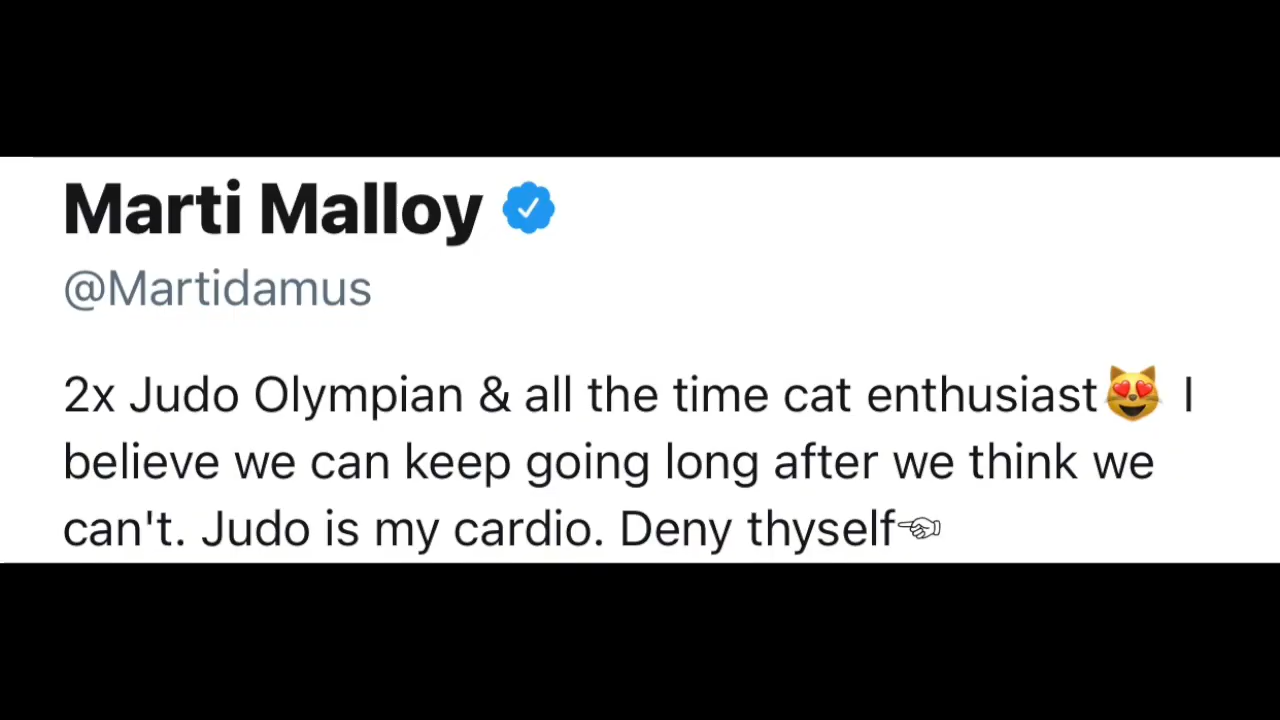 Marti Malloy
@Martidamus
2x Judo Olympian & all the time cat enthusiast😻 I
believe we can keep going long after we think we
can't. Judo is my cardio. Deny thyself☜